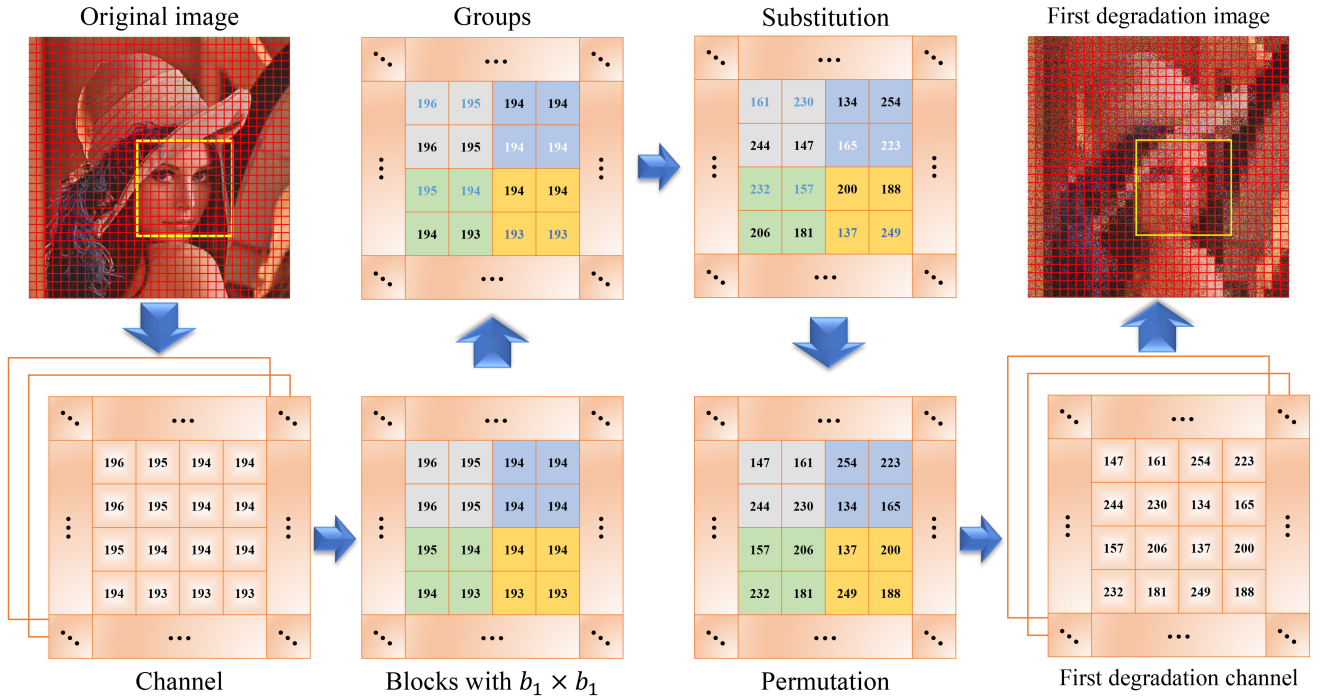 Original image
Groups
Substitution
First degradation image
196 195 194 194
196 195 194 194
195 194 194 194
194 193 193 193
161 230 134 254
244 147 165 223
232 157 200 188
206 181 137 249
196 195 194 194
196 195 194 194
195 194 194 194
194 193 193 193
Channel
196 195 194 194
196 195 194 194
195 194 194 194
194 193 193 193
Blocks with b₁ × b₁
147 161 254 223
244 230 134 165
157 206 137 200
232 181 249 188
Permutation
147 161 254 223
244 230 134 165
157 206 137 200
232 181 249 188
First degradation channel